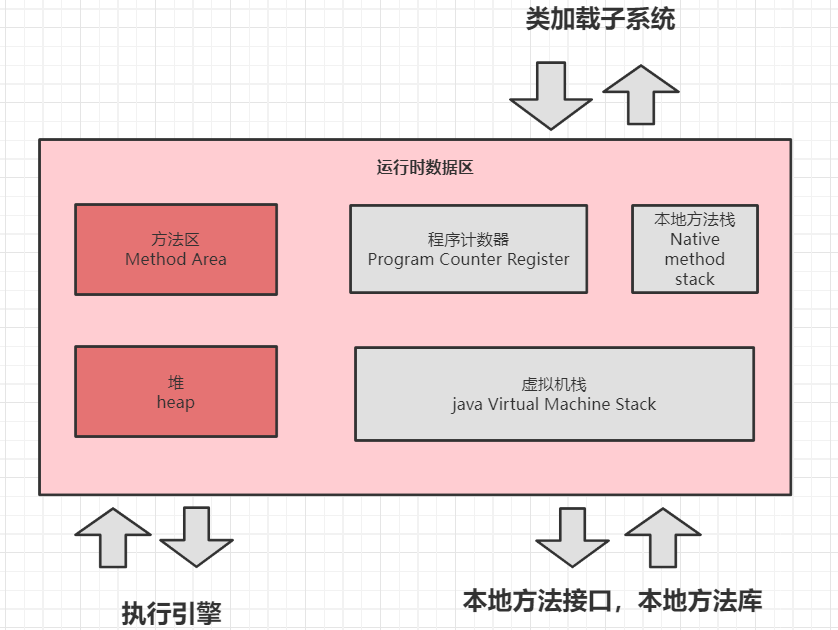 类加载子系统
运行时数据区
方法区
Method Area
程序计数器
Program Counter Register
本地方法栈
Native
method
stack
堆
heap
虚拟机栈
java Virtual Machine Stack
执行引擎
本地方法接口，本地方法库